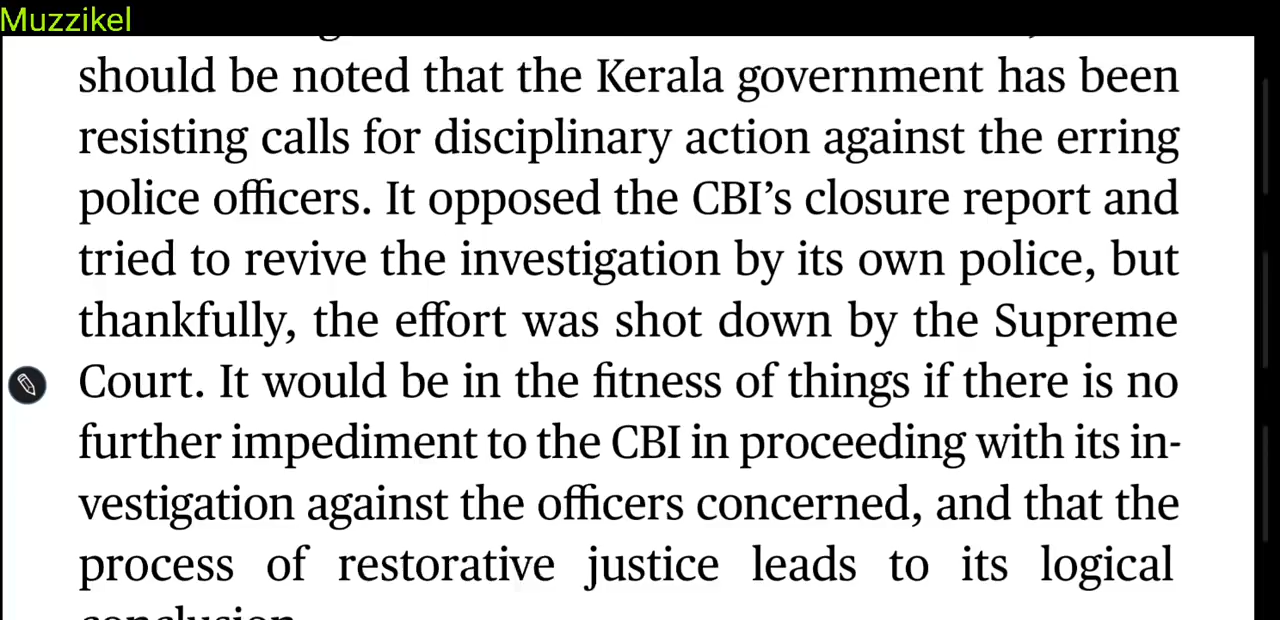 Muzzikel
should be noted that the Kerala government has been
resisting calls for disciplinary action against the erring
police officers. It opposed the CBI’s closure report and
tried to revive the investigation by its own police, but
thankfully, the effort was shot down by the Supreme
Court. It would be in the fitness of things if there is no
further impediment to the CBI in proceeding with its in-
vestigation against the officers concerned, and that the
process of restorative justice leads to its logical
conclusion.